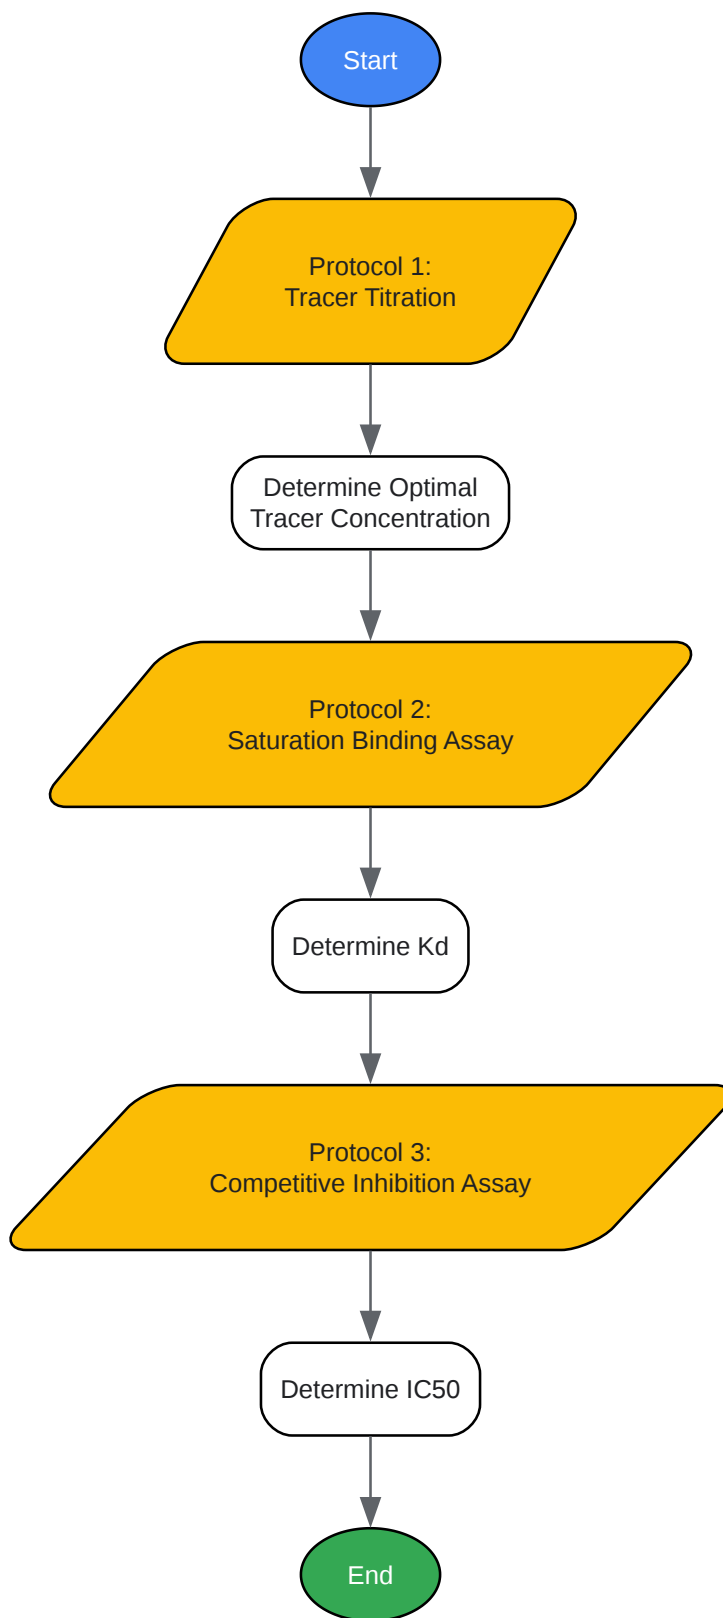 Start
Protocol 1:
Tracer Titration
Determine Optimal
Tracer Concentration
Protocol 2:
Saturation Binding Assay
Determine Kd
Protocol 3:
Competitive Inhibition Assay
Determine IC50
End